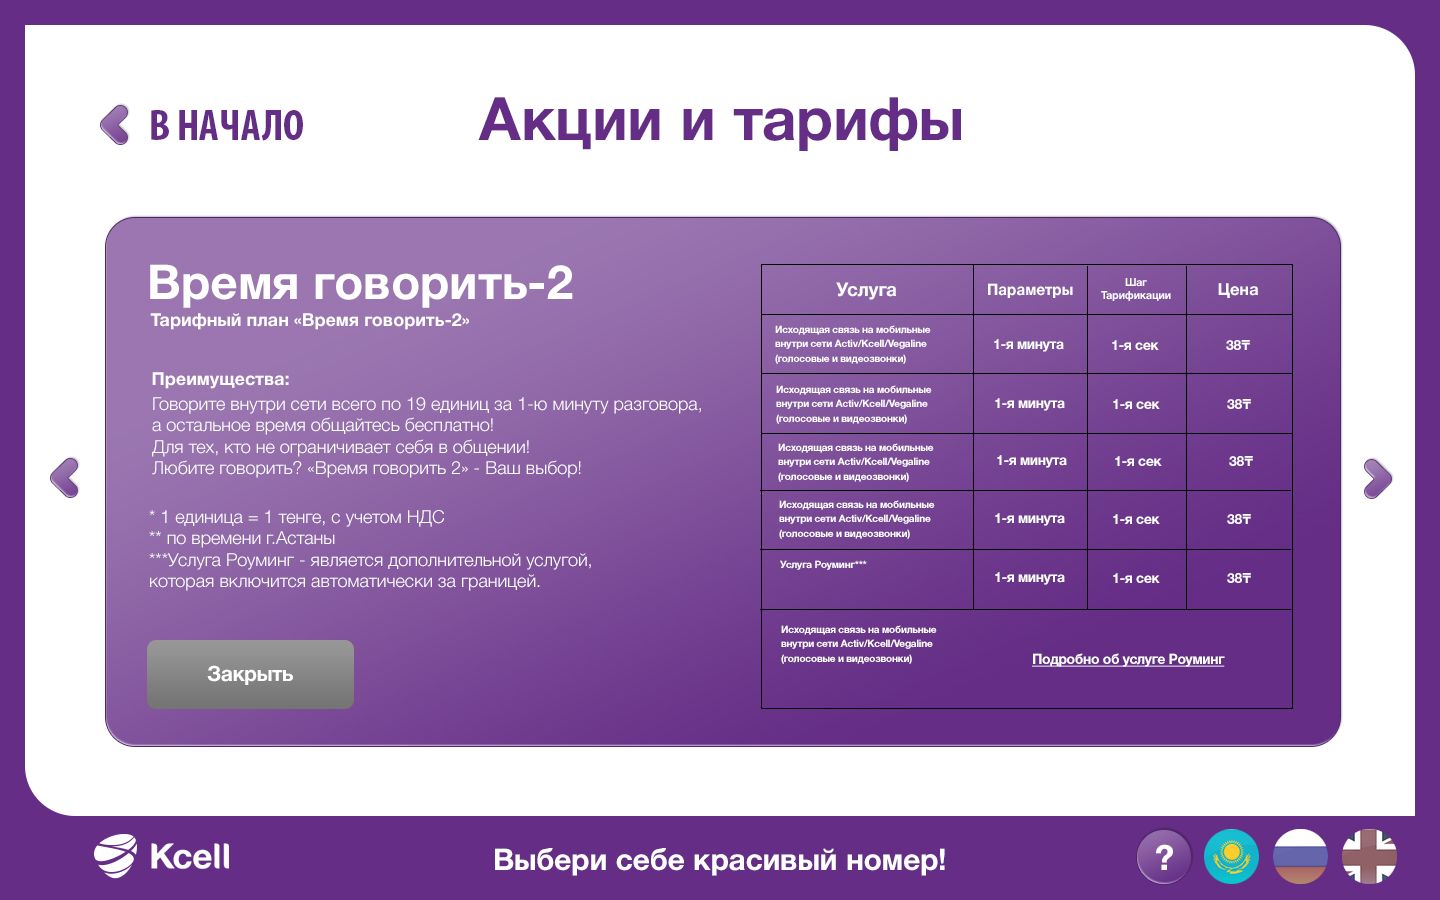 В НАЧАЛО
Акции и тарифы
Время говорить-2
Тарифный план «Время говорить-2»
Преимущества:
Говорите внутри сети всего по 19 единиц за 1-ю минуту разговора,
а остальное время общайтесь бесплатно!
Для тех, кто не ограничивает себя в общении!
Любите говорить? «Время говорить 2» - Ваш выбор!
* 1 единица = 1 тенге, с учетом НДС
** по времени г.Астаны
***Услуга Роуминг - является дополнительной услугой,
которая включится автоматически за границей.
Закрыть
Услуга
Параметры
Шаг
Тарификации
Цена
Исходящая связь на мобильные
внутри сети Activ/Kcell/Vegaline
(голосовые и видеозвонки)
1-я минута
1-я сек
38₸
Исходящая связь на мобильные
внутри сети Activ/Kcell/Vegaline
(голосовые и видеозвонки)
1-я минута
1-я сек
38₸
Исходящая связь на мобильные
внутри сети Activ/Kcell/Vegaline
(голосовые и видеозвонки)
1-я минута
1-я сек
38₸
Исходящая связь на мобильные
внутри сети Activ/Kcell/Vegaline
(голосовые и видеозвонки)
1-я минута
1-я сек
38₸
Услуга Роуминг***
1-я минута
1-я сек
38₸
Исходящая связь на мобильные
внутри сети Activ/Kcell/Vegaline
(голосовые и видеозвонки)
Подробно об услуге Роуминг
Kcell
Выбери себе красивый номер!
?